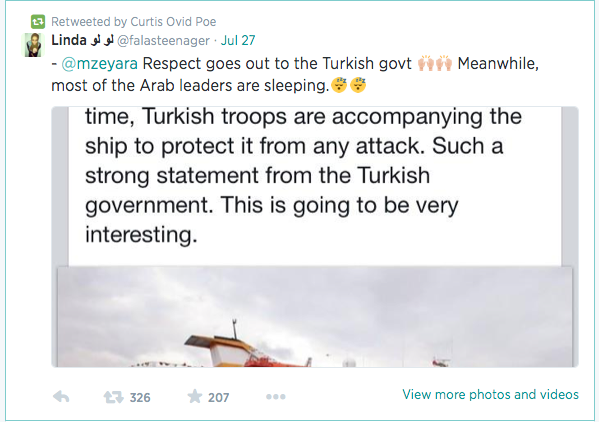 Retweeted by Curtis Ovid Poe
Linda لو لو @falasteenager · Jul 27
- @mzeyara Respect goes out to the Turkish govt 🙌🙌 Meanwhile,
most of the Arab leaders are sleeping.😴😴
time, Turkish troops are accompanying the
ship to protect it from any attack. Such a
strong statement from the Turkish
government. This is going to be very
interesting.
326 207 View more photos and videos